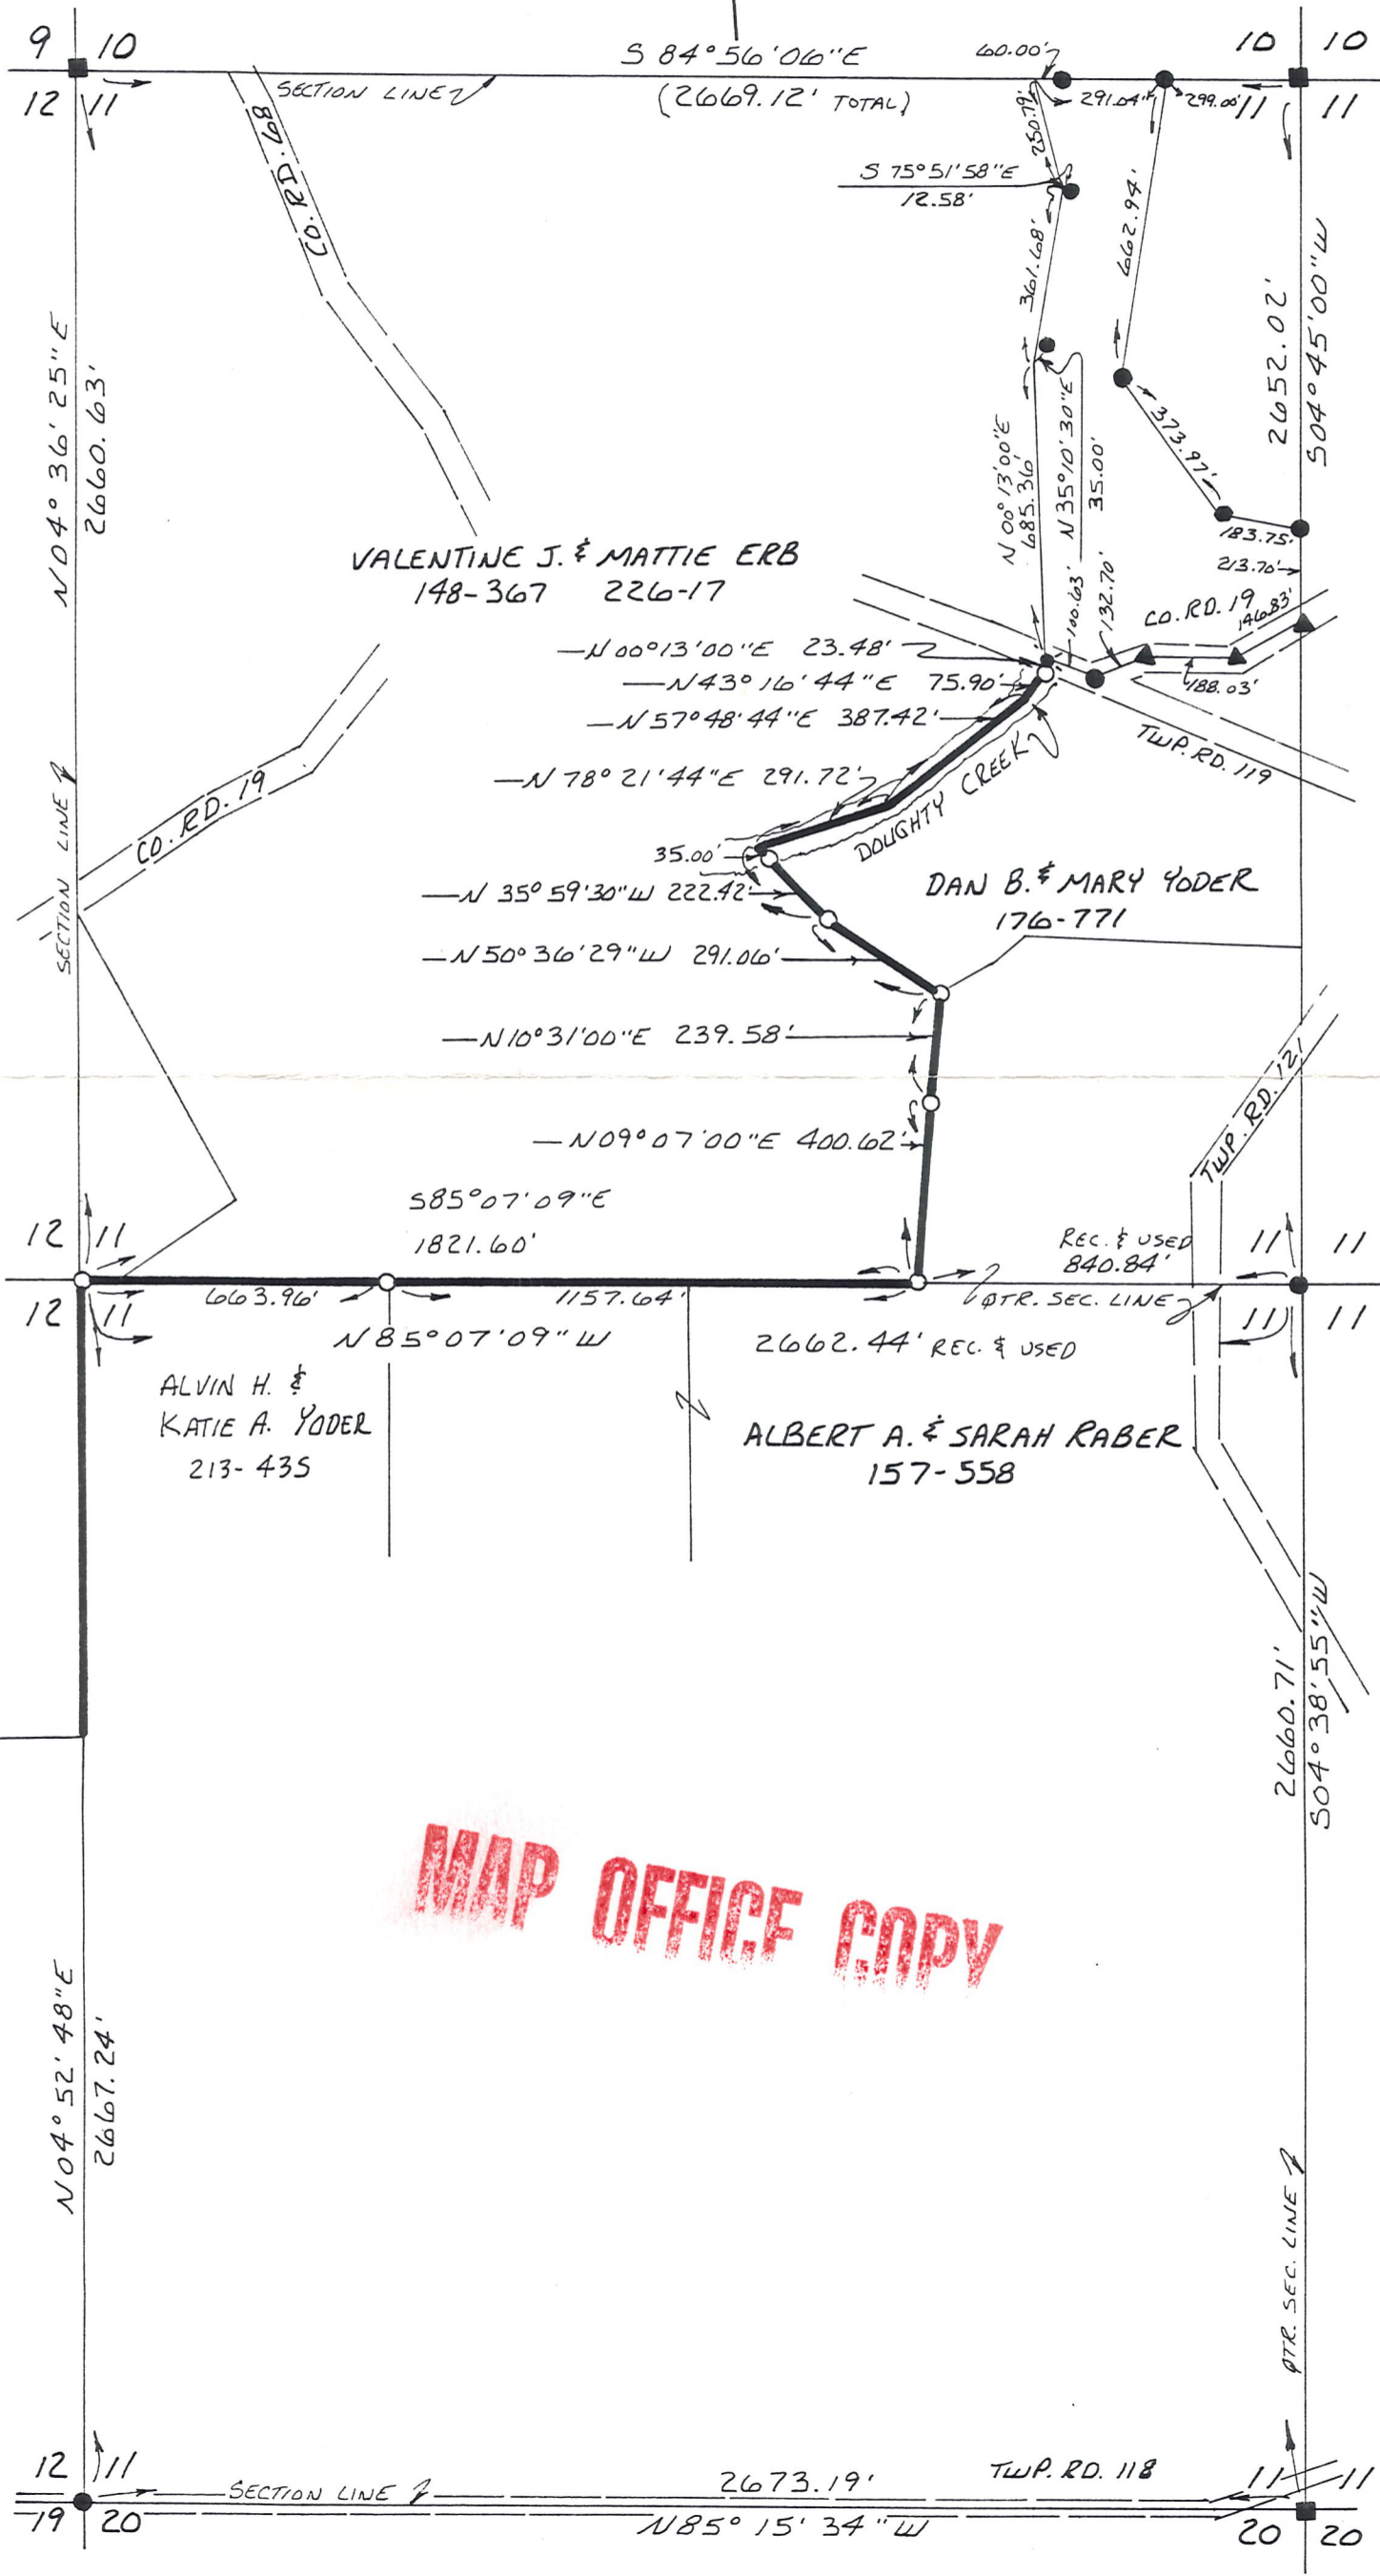 9 10
10 10
S 84°56'06"E
60.00'
12 11
SECTION LINE
(2669.12' TOTAL)
291.04'
299.00'
11 11
CO. RD. 68
250.79'
S 75°51'58"E
12.58'
662.94'
361.68'
N04°36'25"E
2660.63'
2652.02'
S04°45'00"W
373.97'
N 00°13'00"E
685.36'
N 35°10'30"E
35.00'
183.75'
213.70'
VALENTINE J. & MATTIE ERB
148-367 226-17
100.63'
132.70'
CO. RD. 19
146.83'
188.03'
N 00°13'00"E 23.48'
N43°16'44"E 75.90'
N 57°48'44"E 387.42'
TWP. RD. 119
N 78°21'44"E 291.72'
DOUGHTY CREEK
SECTION LINE
CO. RD. 19
35.00'
N 35°59'30"W 222.42'
DAN B. & MARY YODER
176-771
N50°36'29"W 291.06'
N10°31'00"E 239.58'
TWP. RD. 121
N09°07'00"E 400.62'
S85°07'09"E
1821.60'
12 11
REC. & USED
840.84'
11 11
663.96'
1157.64'
QTR. SEC. LINE
12 11
11 11
N85°07'09"W
2662.44' REC. & USED
ALVIN H. &
KATIE A. YODER
213-435
ALBERT A. & SARAH RABER
157-558
2660.71'
S04°38'55"W
MAP OFFICE COPY
N04°52'48"E
2667.24'
QTR. SEC. LINE
12 11
SECTION LINE
2673.19'
TWP. RD. 118
11 11
19 20
N85°15'34"W
20 20